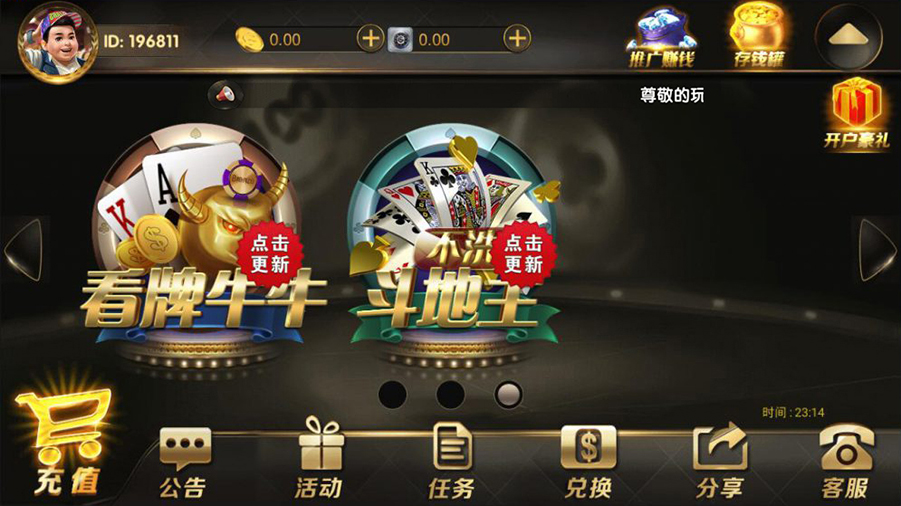 ID: 196811
0.00
0.00
推广赚钱
存钱罐
尊敬的玩
开户豪礼
K
A
点击
更新
看牌牛牛
K
不洗
点击
更新
斗地主
时间 : 23:14
充值
公告
活动
任务
兑换
分享
客服